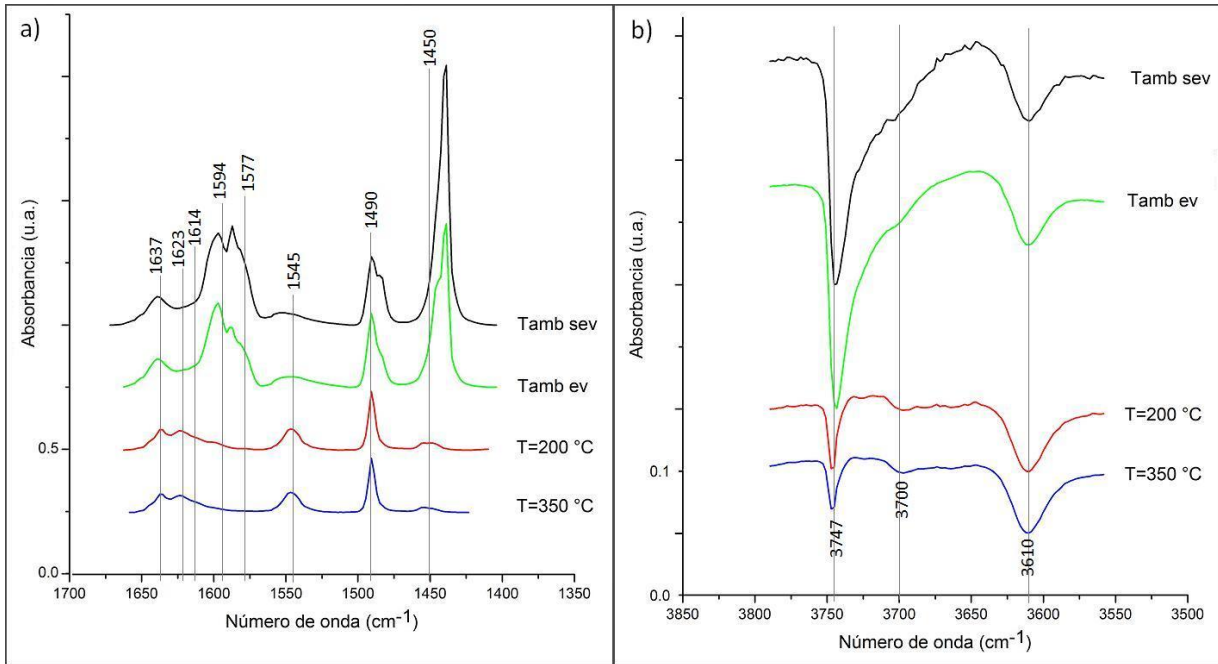 a)
1637
1623
1614
1594
1577
1545
1490
1450
Tamb sev
Tamb ev
T=200 °C
T=350 °C
0.5
0.0
Absorbancia (u.a.)
1700 1650 1600 1550 1500 1450 1400 1350
Número de onda (cm-1)
b)
Tamb sev
Tamb ev
T=200 °C
T=350 °C
3747
3700
3610
0.1
0.0
Absorbancia (u.a.)
3850 3800 3750 3700 3650 3600 3550 3500
Número de onda (cm-1)